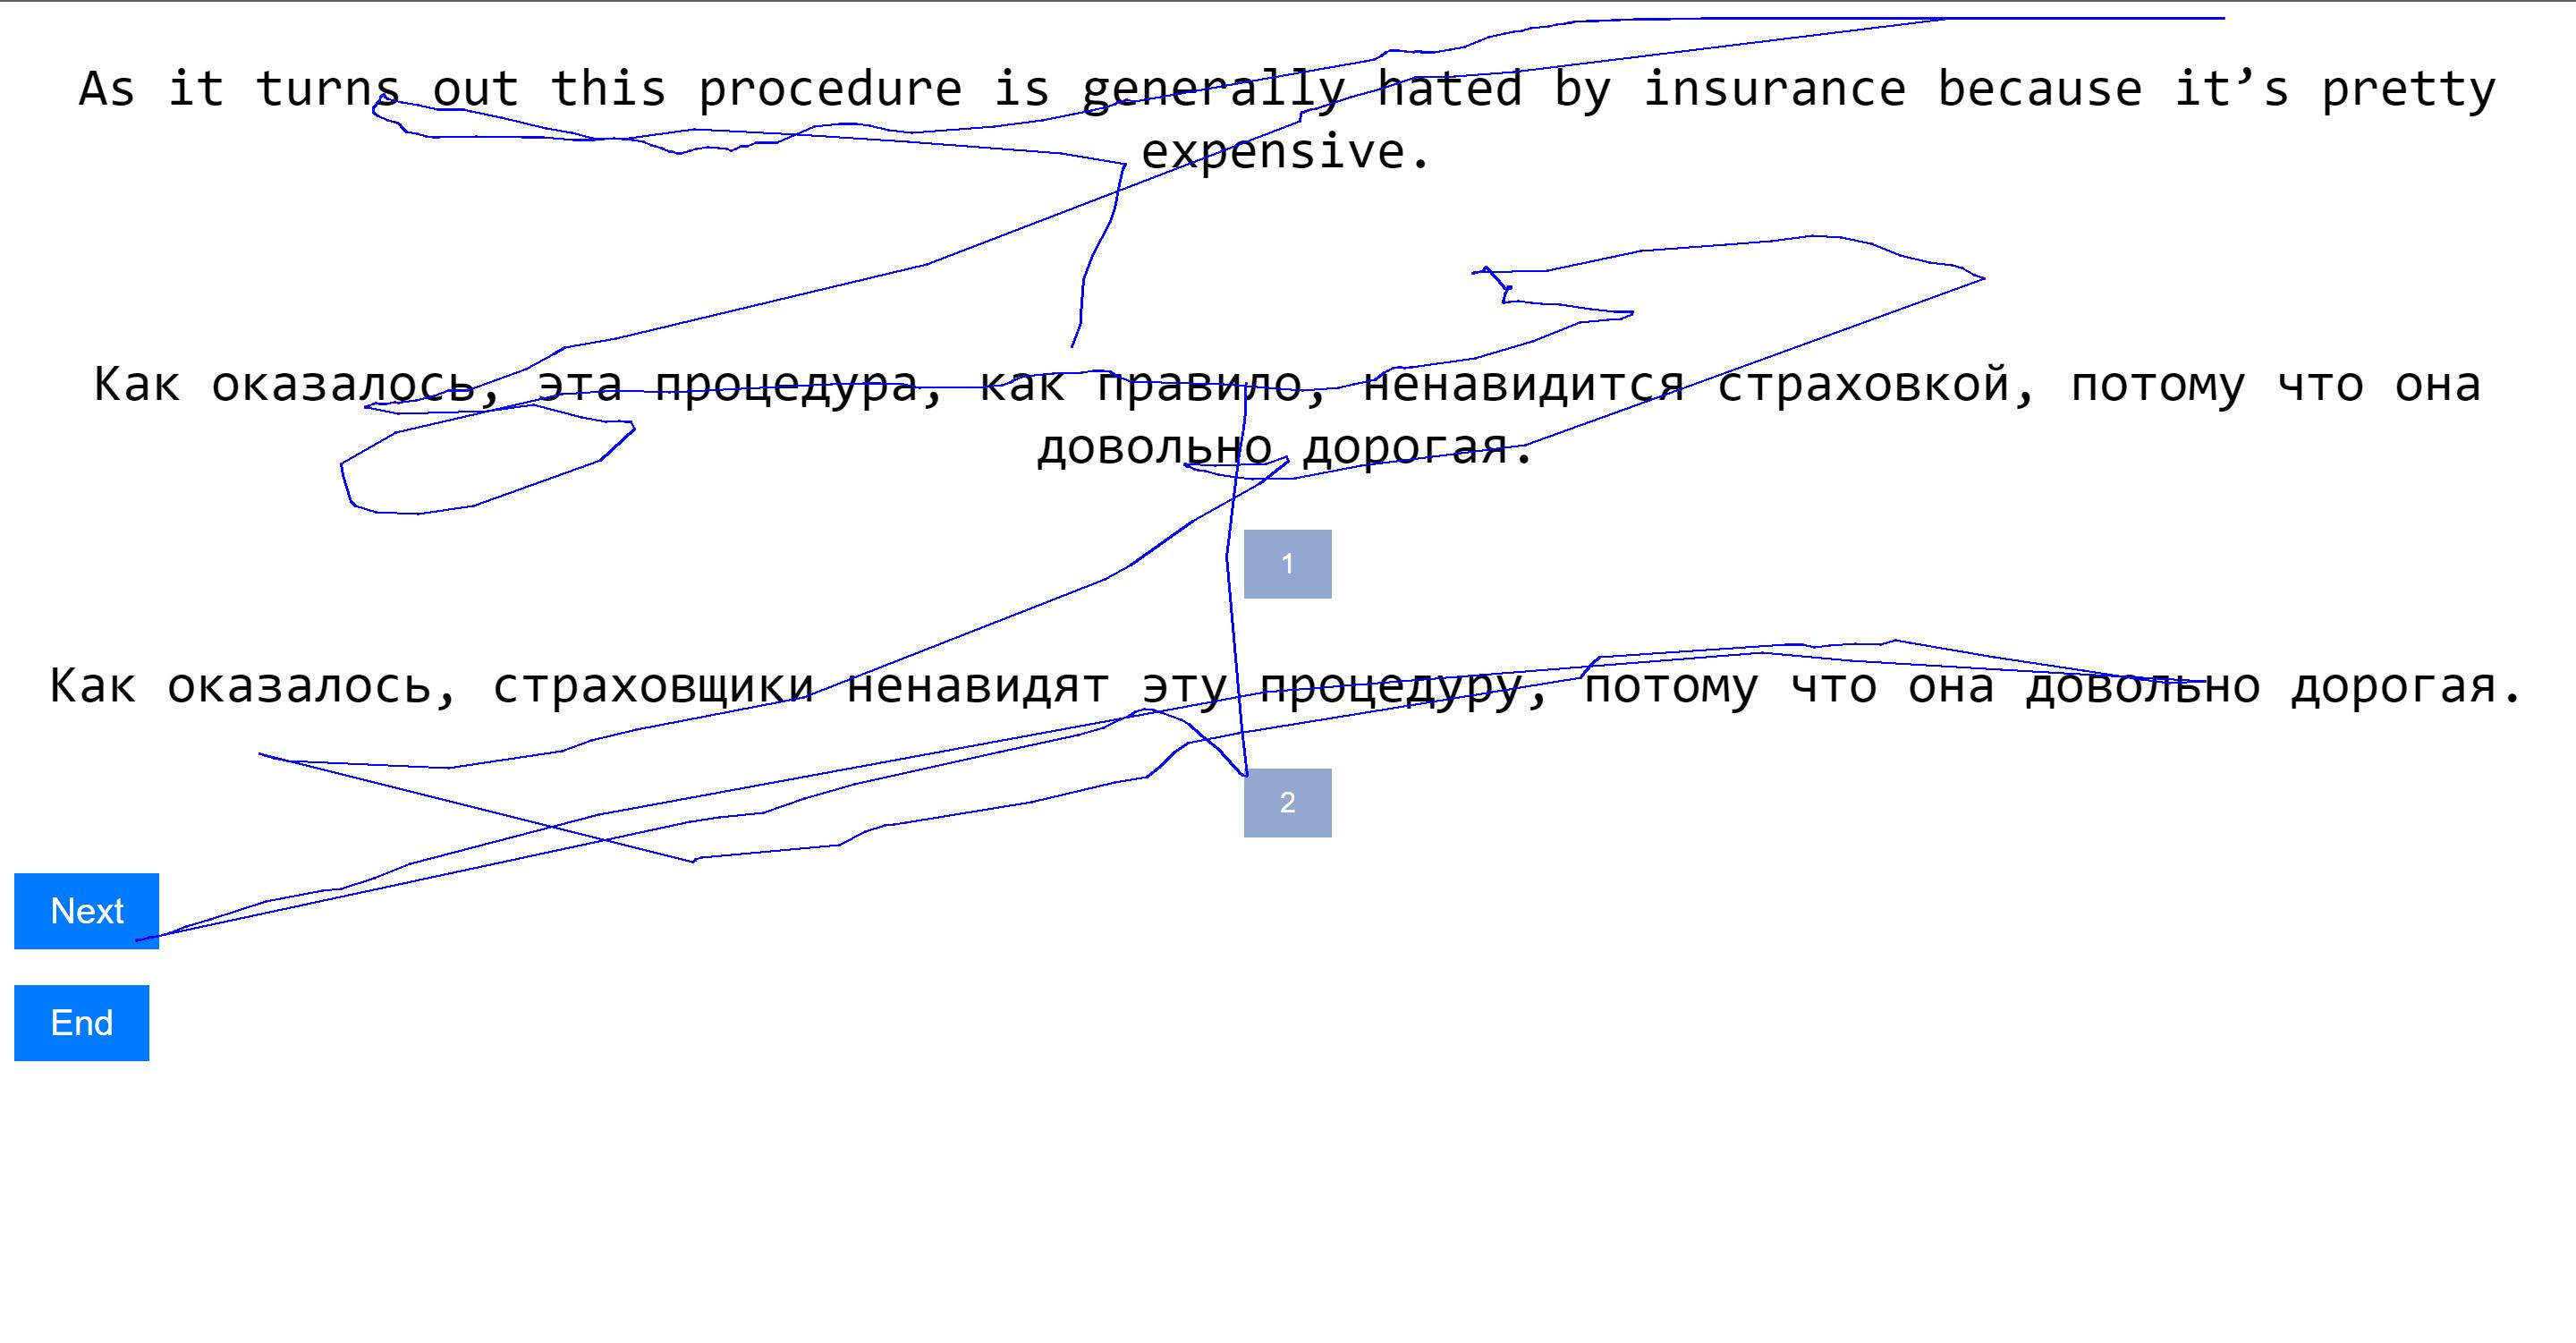 As it turns out this procedure is generally hated by insurance because it’s pretty
expensive.
Как оказалось, эта процедура, как правило, ненавидится страховкой, потому что она
довольно дорогая.
1
Как оказалось, страховщики ненавидят эту процедуру, потому что она довольно дорогая.
2
Next
End